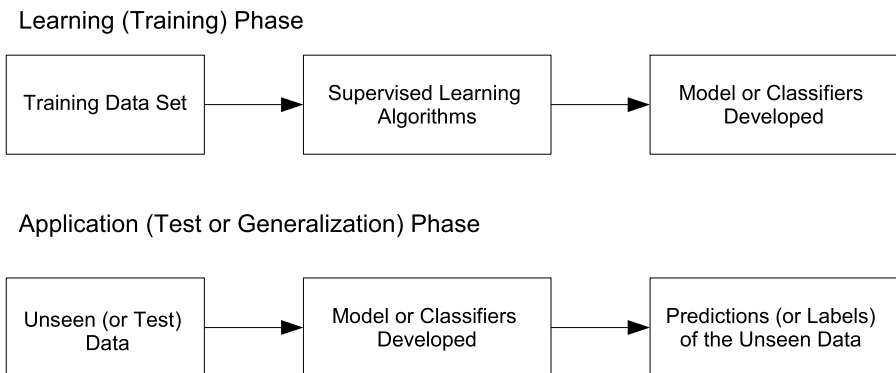 Learning (Training) Phase
Training Data Set
Supervised Learning
Algorithms
Model or Classifiers
Developed
Application (Test or Generalization) Phase
Unseen (or Test)
Data
Model or Classifiers
Developed
Predictions (or Labels)
of the Unseen Data